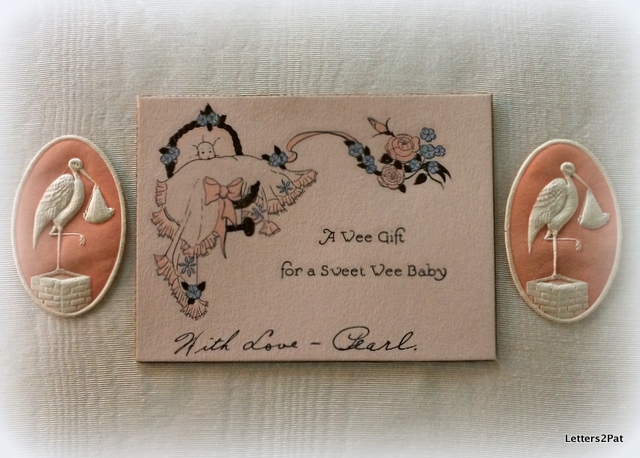 A Wee Gift
for a Sweet Wee Baby
With Love – Pearl.
Letters2Pat